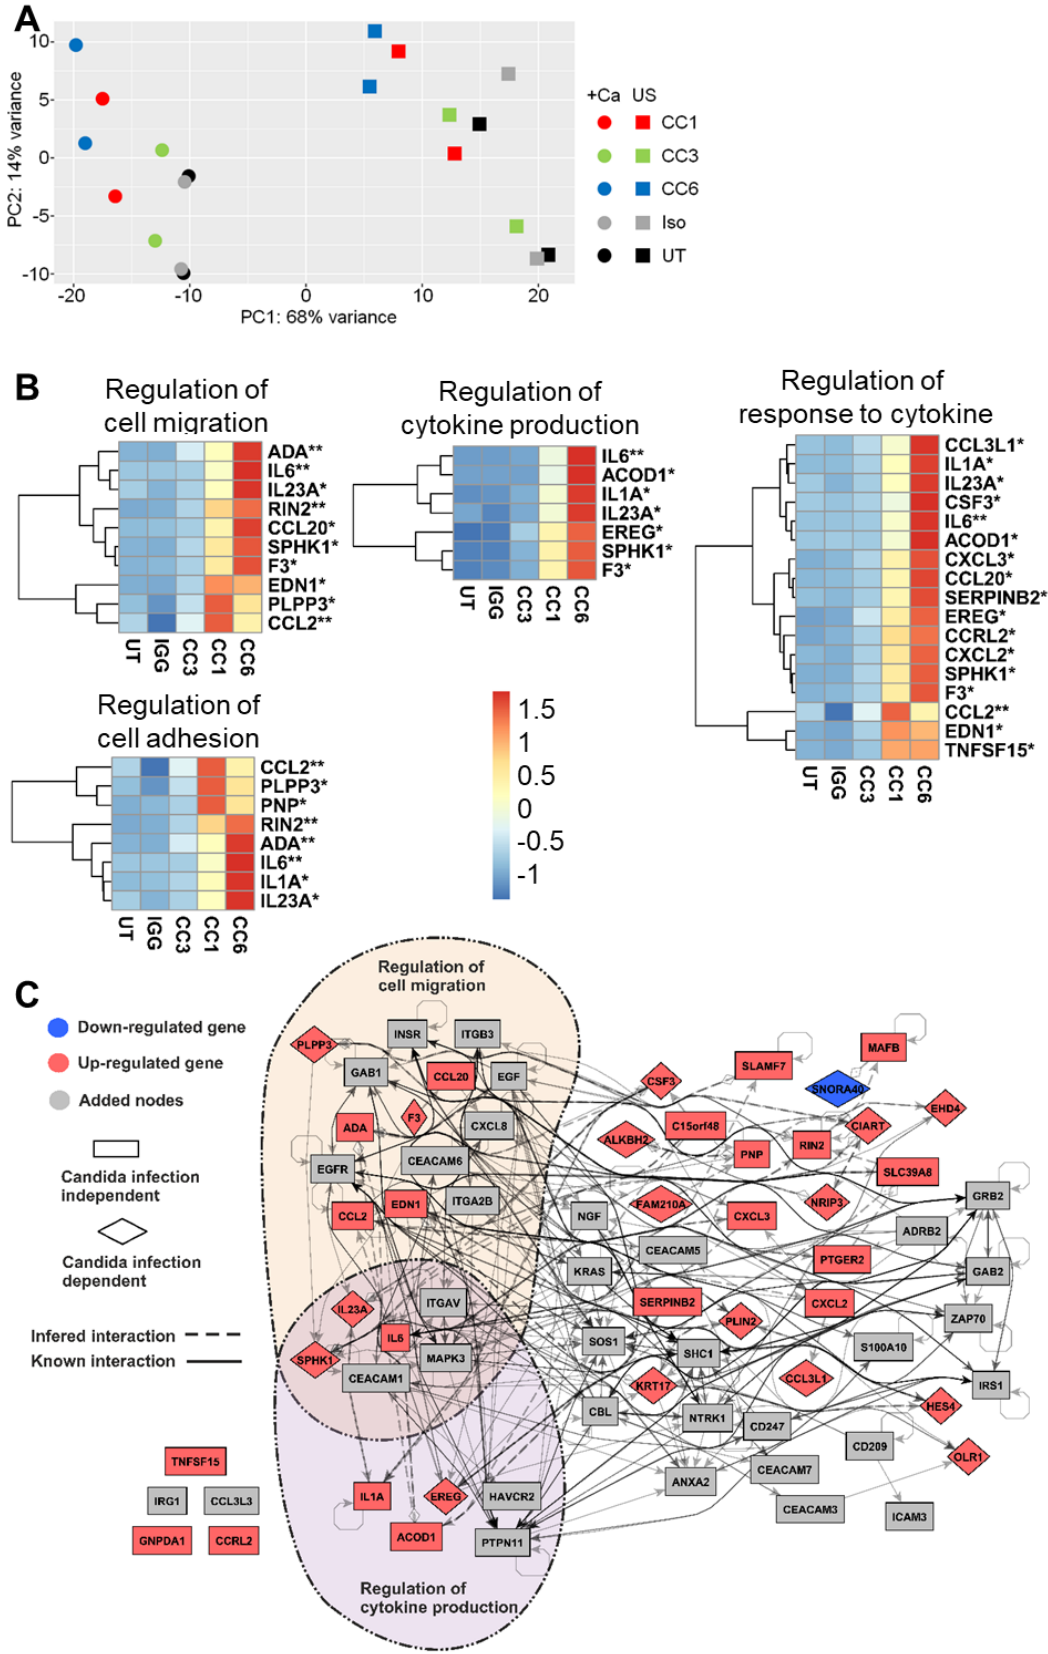 A
10
5
0
-5
-10
PC2: 14% variance
-20
-10
0
10
20
PC1: 68% variance
+Ca US
CC1
CC3
CC6
Iso
UT
B
Regulation of
cell migration
ADA**
IL6**
IL23A*
RIN2**
CCL20*
SPHK1*
F3*
EDN1*
PLPP3*
CCL2**
UT
IGG
CC3
CC1
CC6
Regulation of
cytokine production
IL6**
ACOD1*
IL1A*
IL23A*
EREG*
SPHK1*
F3*
UT
IGG
CC3
CC1
CC6
Regulation of
response to cytokine
CCL3L1*
IL1A*
IL23A*
CSF3*
IL6**
ACOD1*
CXCL3*
CCL20*
SERPINB2*
EREG*
CCRL2*
CXCL2*
SPHK1*
F3*
CCL2**
EDN1*
TNFSF15*
UT
IGG
CC3
CC1
CC6
Regulation of
cell adhesion
CCL2**
PLPP3*
PNP*
RIN2**
ADA**
IL6**
IL1A*
IL23A*
UT
IGG
CC3
CC1
CC6
1.5
1
0.5
0
-0.5
-1
C
Down-regulated gene
Up-regulated gene
Added nodes
Candida infection
independent
Candida infection
dependent
Infered interaction
Known interaction
Regulation of
cell migration
PLPP3
INSR
ITGB3
GAB1
CCL20
EGF
ADA
F3
CXCL8
EGFR
CEACAM6
CCL2
EDN1
ITGA2B
IL23A
ITGAV
IL6
SPHK1
MAPK3
CEACAM1
IL1A
EREG
HAVCR2
ACOD1
PTPN11
Regulation of
cytokine production
TNFSF15
IRG1
CCL3L3
GNPDA1
CCRL2
CSF3
SLAMF7
MAFB
SNORA40
EHD4
ALKBH2
C15orf48
CIART
PNP
RIN2
SLC39A8
NGF
FAM210A
CXCL3
NRIP3
GRB2
ADRB2
CEACAM5
KRAS
PTGER2
GAB2
SERPINB2
PLIN2
CXCL2
ZAP70
SOS1
SHC1
S100A10
KRT17
CCL3L1
IRS1
CBL
NTRK1
CD247
HES4
CD209
OLR1
ANXA2
CEACAM7
CEACAM3
ICAM3